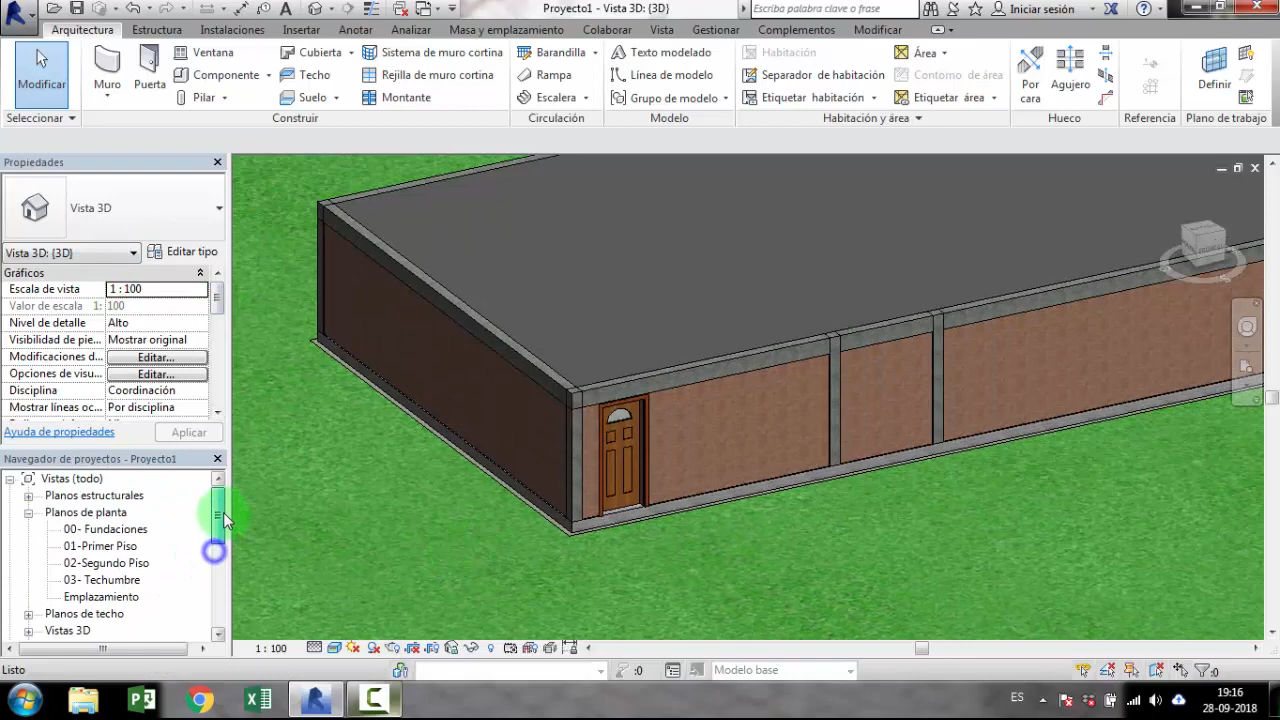 Proyecto1 - Vista 3D: {3D}
Escriba palabra clave o frase
Iniciar sesión
Arquitectura
Estructura
Instalaciones
Insertar
Anotar
Analizar
Masa y emplazamiento
Colaborar
Vista
Gestionar
Complementos
Modificar
Modificar
Muro
Puerta
Ventana
Componente
Pilar
Cubierta
Techo
Suelo
Sistema de muro cortina
Rejilla de muro cortina
Montante
Barandilla
Rampa
Escalera
Texto modelado
Línea de modelo
Grupo de modelo
Habitación
Separador de habitación
Etiquetar habitación
Área
Contorno de área
Etiquetar área
Por cara
Agujero
Definir
Seleccionar
Construir
Circulación
Modelo
Habitación y área
Hueco
Referencia
Plano de trabajo
Propiedades
Vista 3D
Vista 3D: {3D}
Editar tipo
Gráficos
Escala de vista 1 : 100
Valor de escala 1: 100
Nivel de detalle Alto
Visibilidad de pie... Mostrar original
Modificaciones d... Editar...
Opciones de visu... Editar...
Disciplina Coordinación
Mostrar líneas oc... Por disciplina
Ayuda de propiedades
Aplicar
Navegador de proyectos - Proyecto1
Vistas (todo)
Planos estructurales
Planos de planta
00- Fundaciones
01-Primer Piso
02-Segundo Piso
03- Techumbre
Emplazamiento
Planos de techo
Vistas 3D
1 : 100
Listo
:0
Modelo base
:0
ES
19:16
28-09-2018